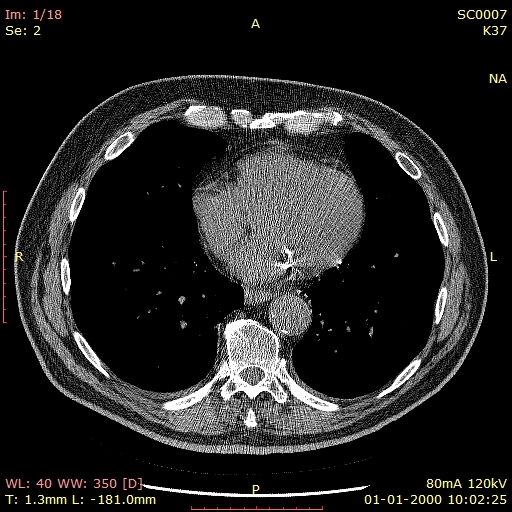 Im: 1/18
Se: 2
A
SC0007
K37
NA
R
L
WL: 40 WW: 350 [D]
T: 1.3mm L: -181.0mm
P
80mA 120kV
01-01-2000 10:02:25